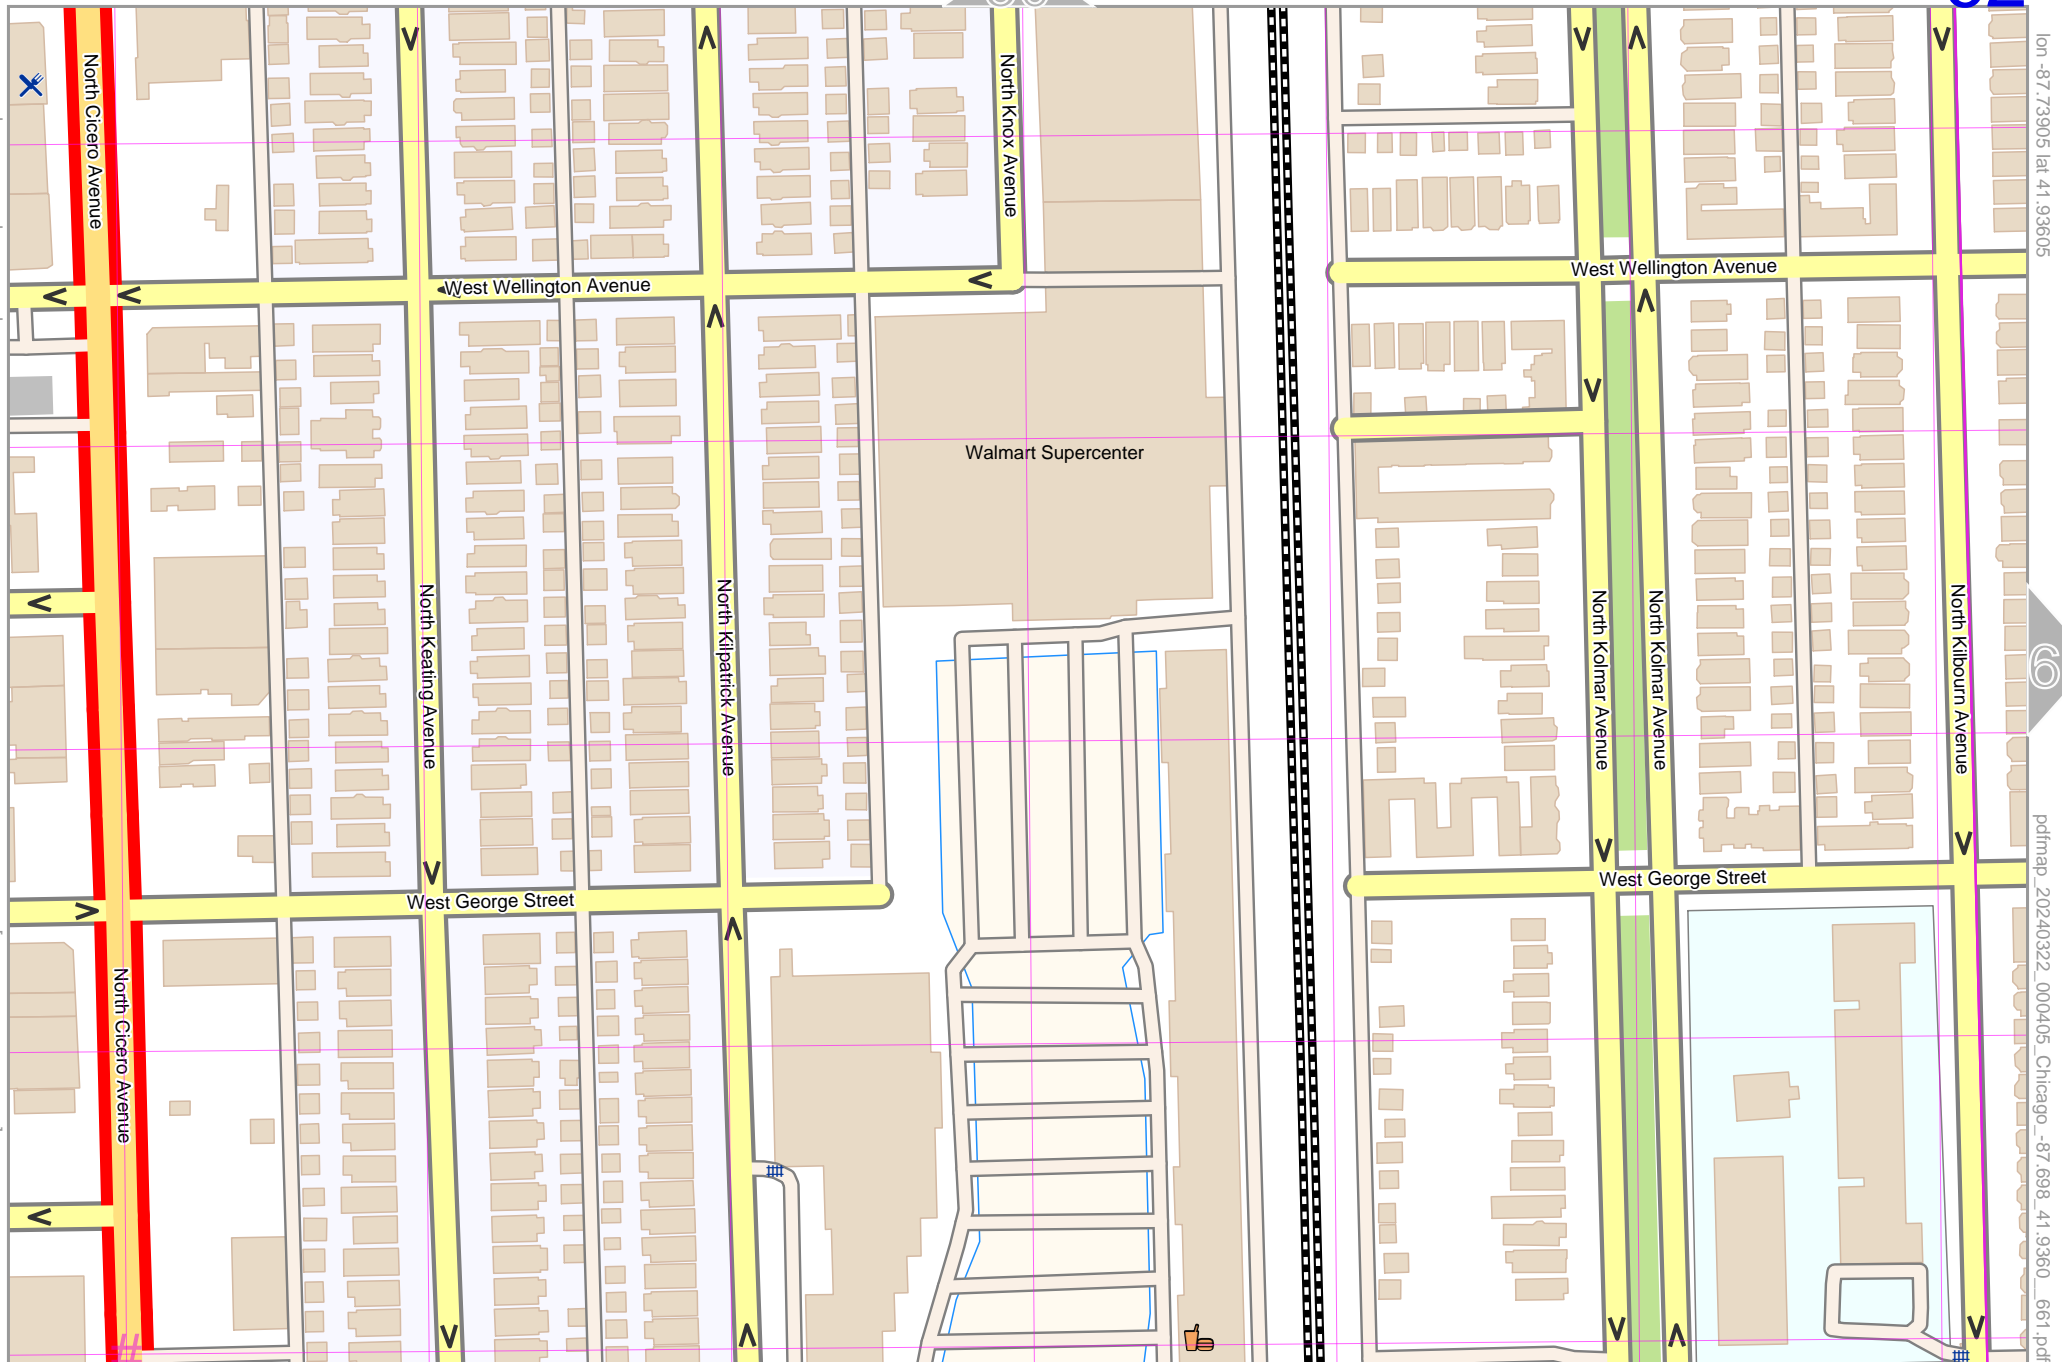 North Cicero Avenue
North Knox Avenue
West Wellington Avenue
West Wellington Avenue
Walmart Supercenter
North Keating Avenue
North Kilpatrick Avenue
North Kolmar Avenue
North Kolmar Avenue
North Kilbourn Avenue
West George Street
West George Street
North Cicero Avenue
lon -87.73905 lat 41.93605
6
pdfmap_20240322_000405_Chicago_-87.698_41.9360__661.pdf